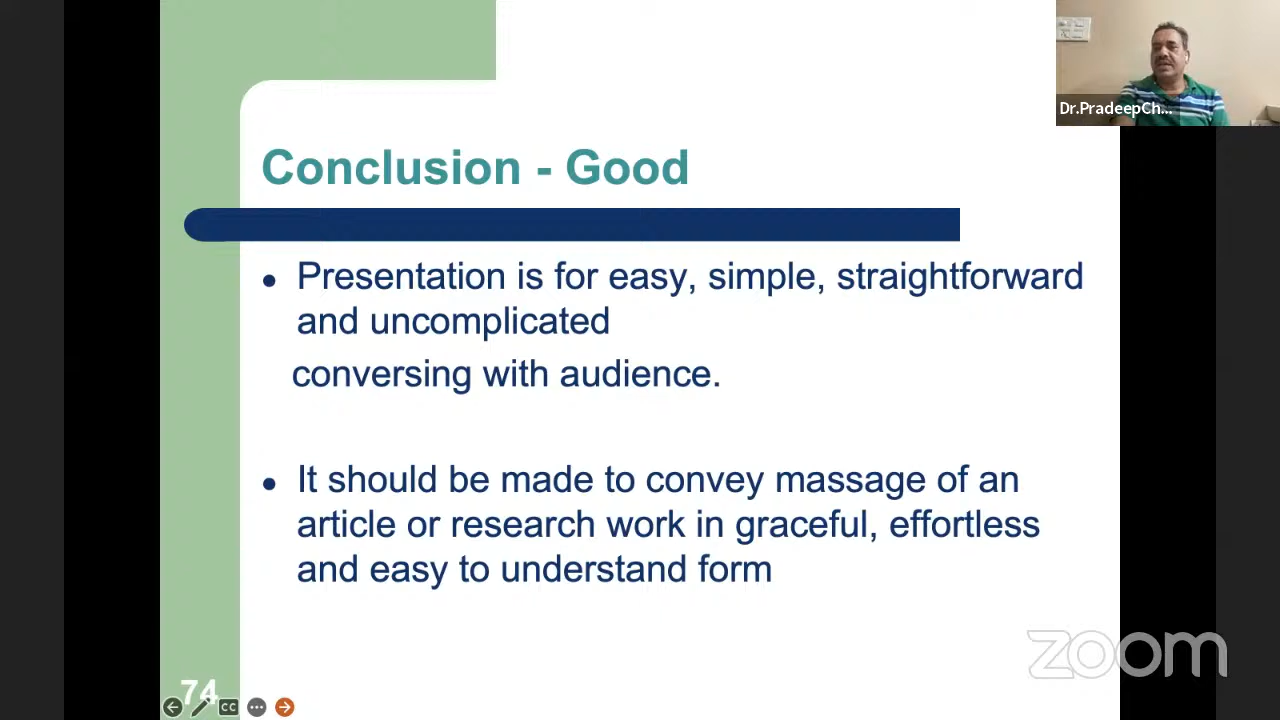 Dr.PradeepCh...
Conclusion - Good
• Presentation is for easy, simple, straightforward
and uncomplicated
conversing with audience.
• It should be made to convey massage of an
article or research work in graceful, effortless
and easy to understand form
zoom
74
CC